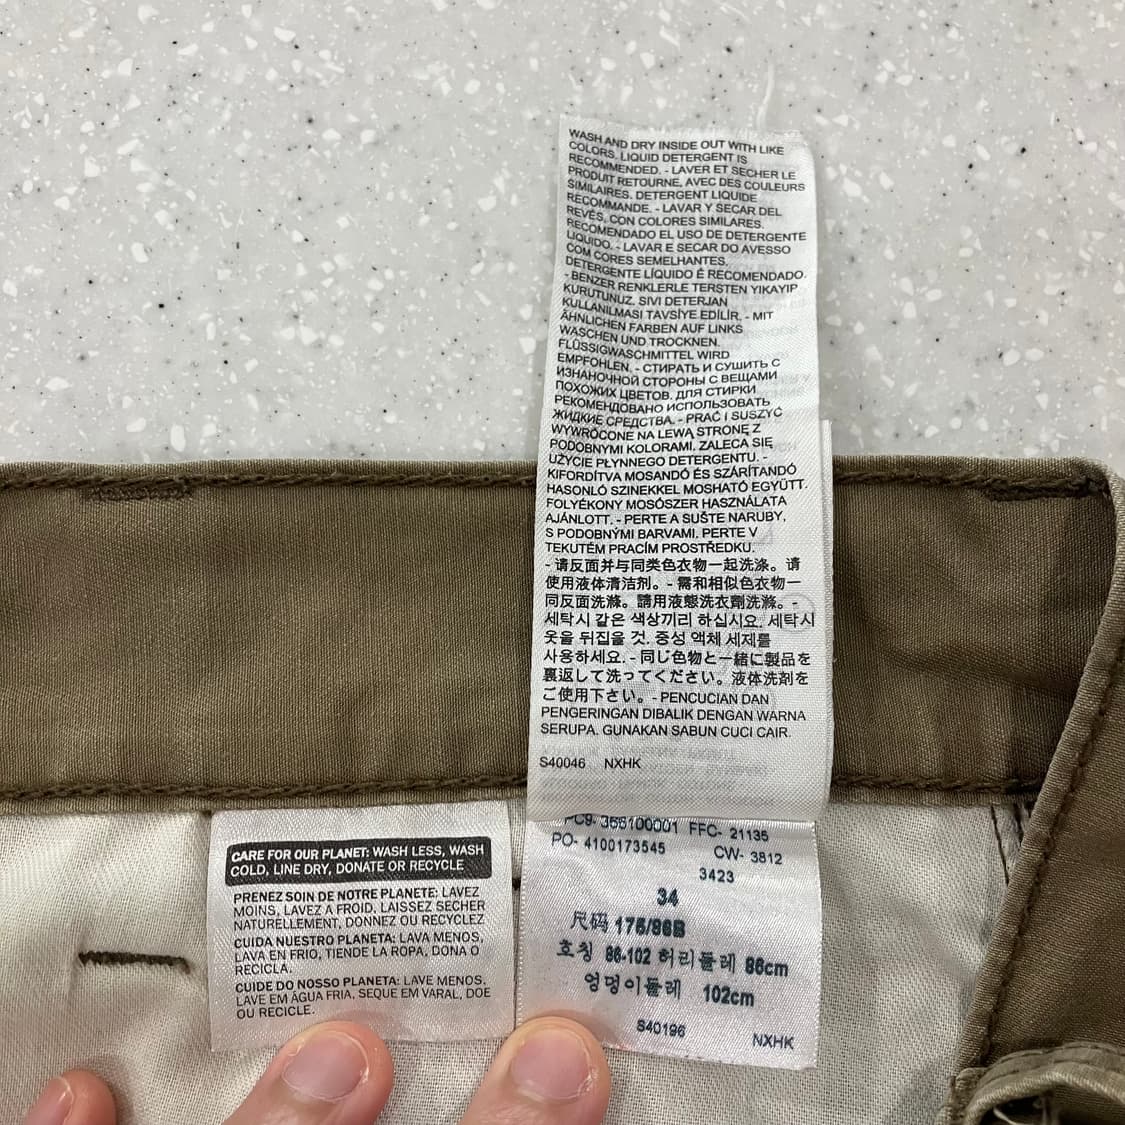 WASH AND DRY INSIDE OUT WITH LIKE
COLORS. LIQUID DETERGENT IS
RECOMMENDED. - LAVER ET SECHER LE
PRODUIT RETOURNE, AVEC DES COULEURS
SIMILAIRES. DETERGENT LIQUIDE
RECOMMANDE. - LAVAR Y SECAR DEL
REVÉS, CON COLORES SIMILARES.
RECOMENDADO EL USO DE DETERGENTE
LÍQUIDO. - LAVAR E SECAR DO AVESSO
COM CORES SEMELHANTES.
DETERGENTE LÍQUIDO É RECOMENDADO.
- BENZER RENKLERLE TERSTEN YIKAYIP
KURUTUNUZ. SIVI DETERJAN
KULLANILMASI TAVSİYE EDİLİR. - MIT
ÄHNLICHEN FARBEN AUF LINKS
WASCHEN UND TROCKNEN.
FLÜSSIGWASCHMITTEL WIRD
EMPFOHLEN. - СТИРАТЬ И СУШИТЬ С
ИЗНАНОЧНОЙ СТОРОНЫ С ВЕЩАМИ
ПОХОЖИХ ЦВЕТОВ. ДЛЯ СТИРКИ
РЕКОМЕНДОВАНО ИСПОЛЬЗОВАТЬ
ЖИДКИЕ СРЕДСТВА. - PRAĆ I SUSZYĆ
WYWRÓCONE NA LEWĄ STRONĘ Z
PODOBNYMI KOLORAMI. ZALECA SIĘ
UŻYCIE PŁYNNEGO DETERGENTU. -
KIFORDÍTVA MOSANDÓ ÉS SZÁRÍTANDÓ
HASONLÓ SZINEKKEL MOSHATÓ EGYÜTT.
FOLYÉKONY MOSÓSZER HASZNÁLATA
AJÁNLOTT. - PERTE A SUŠTE NARUBY,
S PODOBNÝMI BARVAMI. PERTE V
TEKUTÉM PRACÍM PROSTŘEDKU.
- 请反面并与同类色衣物一起洗涤。请
使用液体清洁剂。- 需和相似色衣物一
同反面洗滌。請用液態洗衣劑洗滌。-
세탁시 같은 색상끼리 하십시요. 세탁시
옷을 뒤집을 것. 중성 액체 세제를
사용하세요. - 同じ色物と一緒に製品を
裏返して洗ってください。液体洗剤を
ご使用下さい。- PENCUCIAN DAN
PENGERINGAN DIBALIK DENGAN WARNA
SERUPA. GUNAKAN SABUN CUCI CAIR.
S40046 NXHK
CARE FOR OUR PLANET: WASH LESS, WASH
COLD, LINE DRY, DONATE OR RECYCLE
PRENEZ SOIN DE NOTRE PLANETE: LAVEZ
MOINS, LAVEZ A FROID, LAISSEZ SECHER
NATURELLEMENT, DONNEZ OU RECYCLEZ
CUIDA NUESTRO PLANETA: LAVA MENOS,
LAVA EN FRIO, TIENDE LA ROPA, DONA O
RECICLA.
CUIDE DO NOSSO PLANETA: LAVE MENOS.
LAVE EM ÁGUA FRIA, SEQUE EM VARAL, DOE
OU RECICLE.
PC9- 366100001 FFC- 21135
PO- 4100173545 CW- 3812
3423
34
尺码 175/86B
호칭 86-102 허리둘레 86cm
엉덩이둘레 102cm
S40196 NXHK